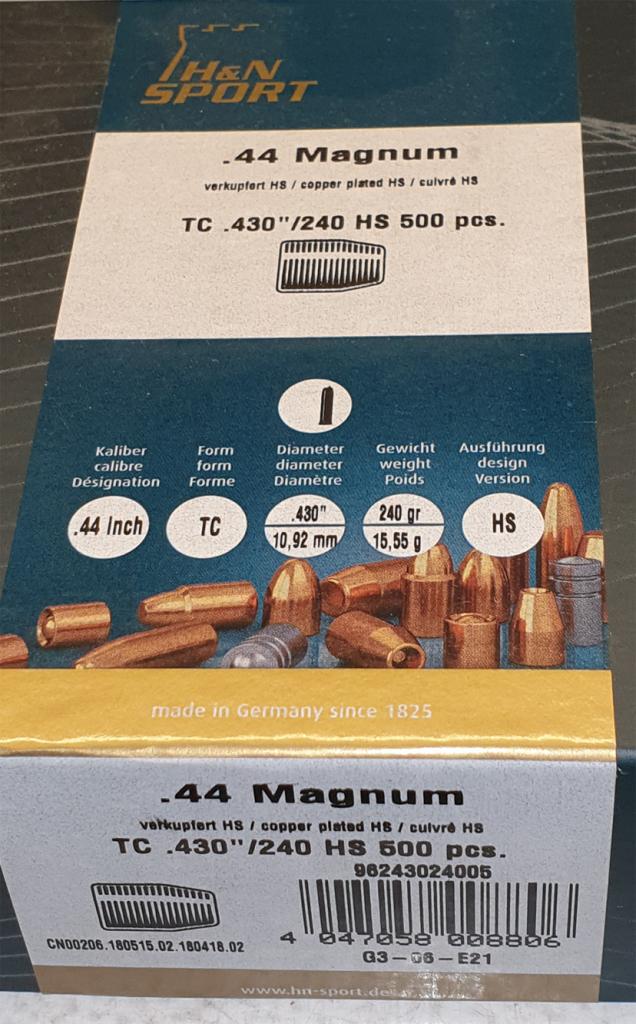 H&N
SPORT
.44 Magnum
verkupfert HS / copper plated HS / cuivré HS
TC .430"/240 HS 500 pcs.
Kaliber
calibre
Désignation
Form
form
Forme
Diameter
diameter
Diamètre
Gewicht
weight
Poids
Ausführung
design
Version
.44 Inch
TC
.430"
10,92 mm
240 gr
15,55 g
HS
made in Germany since 1825
.44 Magnum
verkupfert HS / copper plated HS / cuivré HS
TC .430"/240 HS 500 pcs.
96243024005
CN00206.180515.02.180418.02
4 047058 008806
G3-06-E21
www.hn-sport.de